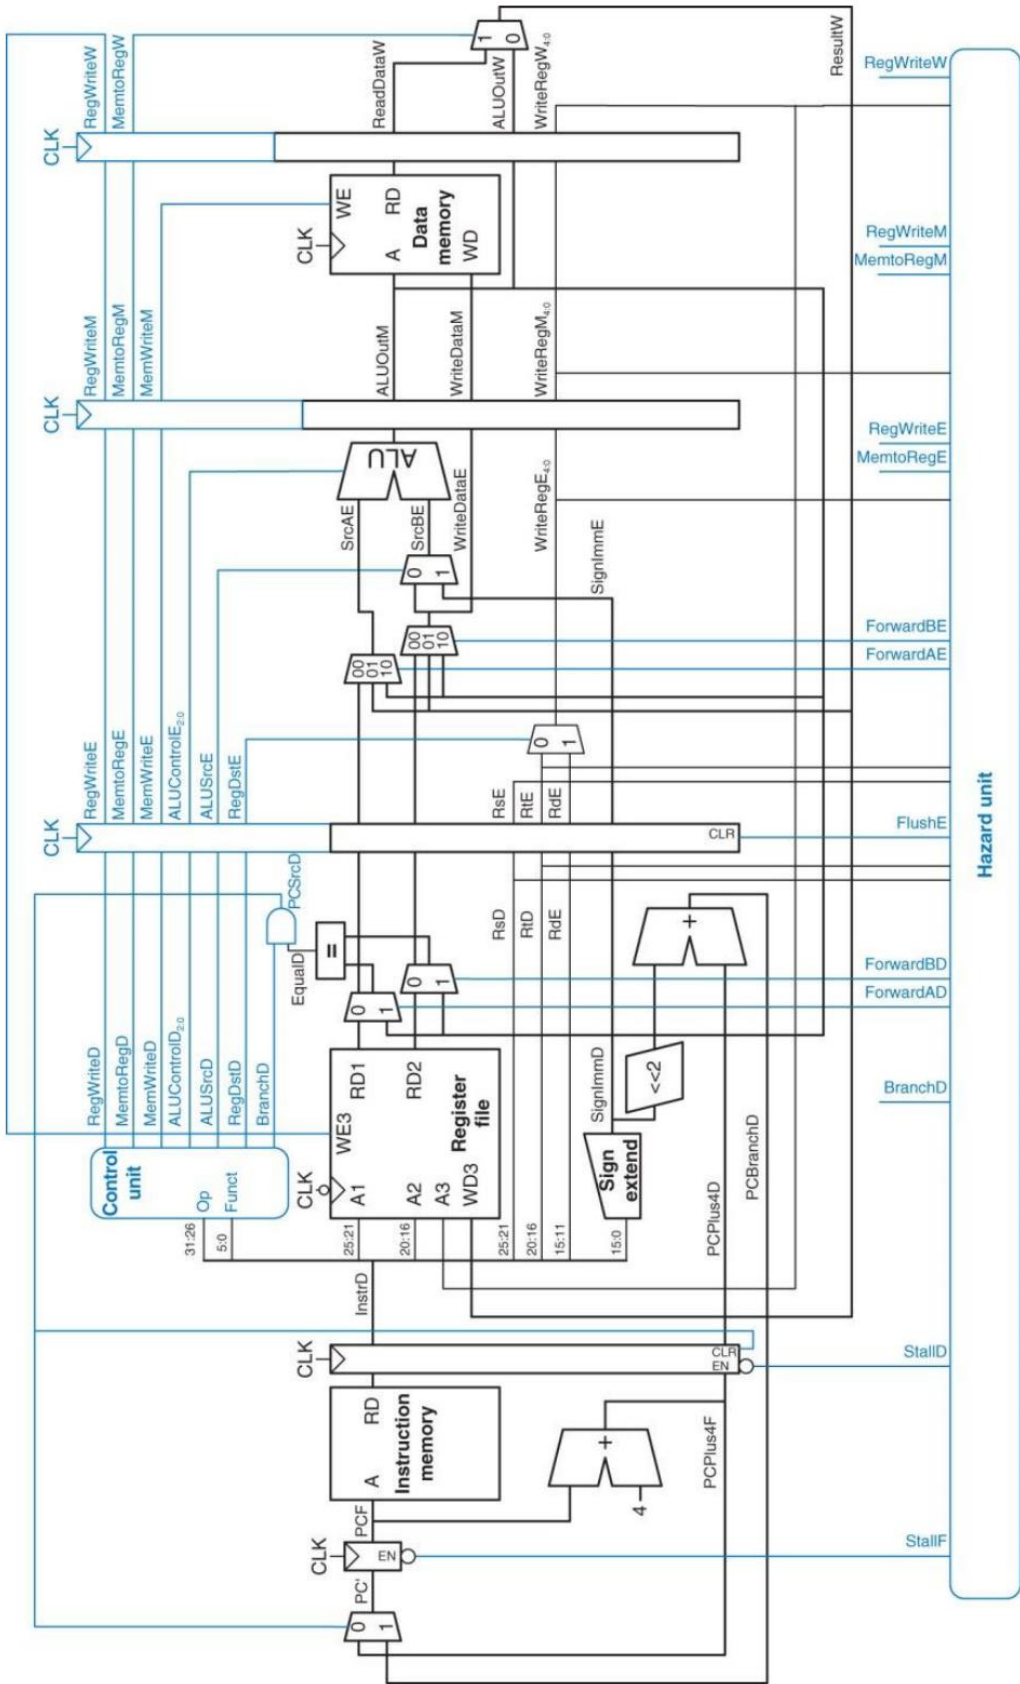 CLK
CLK
CLK
Control
unit
RegWriteD
RegWriteE
RegWriteM
RegWriteW
MemtoRegD
MemtoRegE
MemtoRegM
MemtoRegW
MemWriteD
MemWriteE
MemWriteM
ALUControlD2:0
ALUControlE2:0
31:26
Op
ALUSrcD
ALUSrcE
5:0
Funct
RegDstD
RegDstE
BranchD
PCSrcD
EqualD
=
CLK
CLK
CLK
CLK
0
1
PC'
EN
PCF
A
RD
Instruction
memory
InstrD
25:21
A1
WE3
RD1
20:16
A2
RD2
A3
WD3
Register
file
0
1
0
1
00
01
10
00
01
10
SrcAE
0
1
SrcBE
ALU
ALUOutM
WE
A
RD
Data
memory
WD
ReadDataW
1
0
WriteDataE
WriteDataM
ALUOutW
25:21
RsD
RsE
20:16
RtD
RtE
15:11
RdE
RdE
0
1
WriteRegE4:0
WriteRegM4:0
WriteRegW4:0
15:0
Sign
extend
SignImmD
SignImmE
<<2
+
4
+
PCPlus4F
CLR
EN
PCPlus4D
CLR
PCBranchD
ResultW
StallF
StallD
BranchD
ForwardAD
ForwardBD
FlushE
ForwardAE
ForwardBE
MemtoRegE
RegWriteE
MemtoRegM
RegWriteM
RegWriteW
Hazard unit